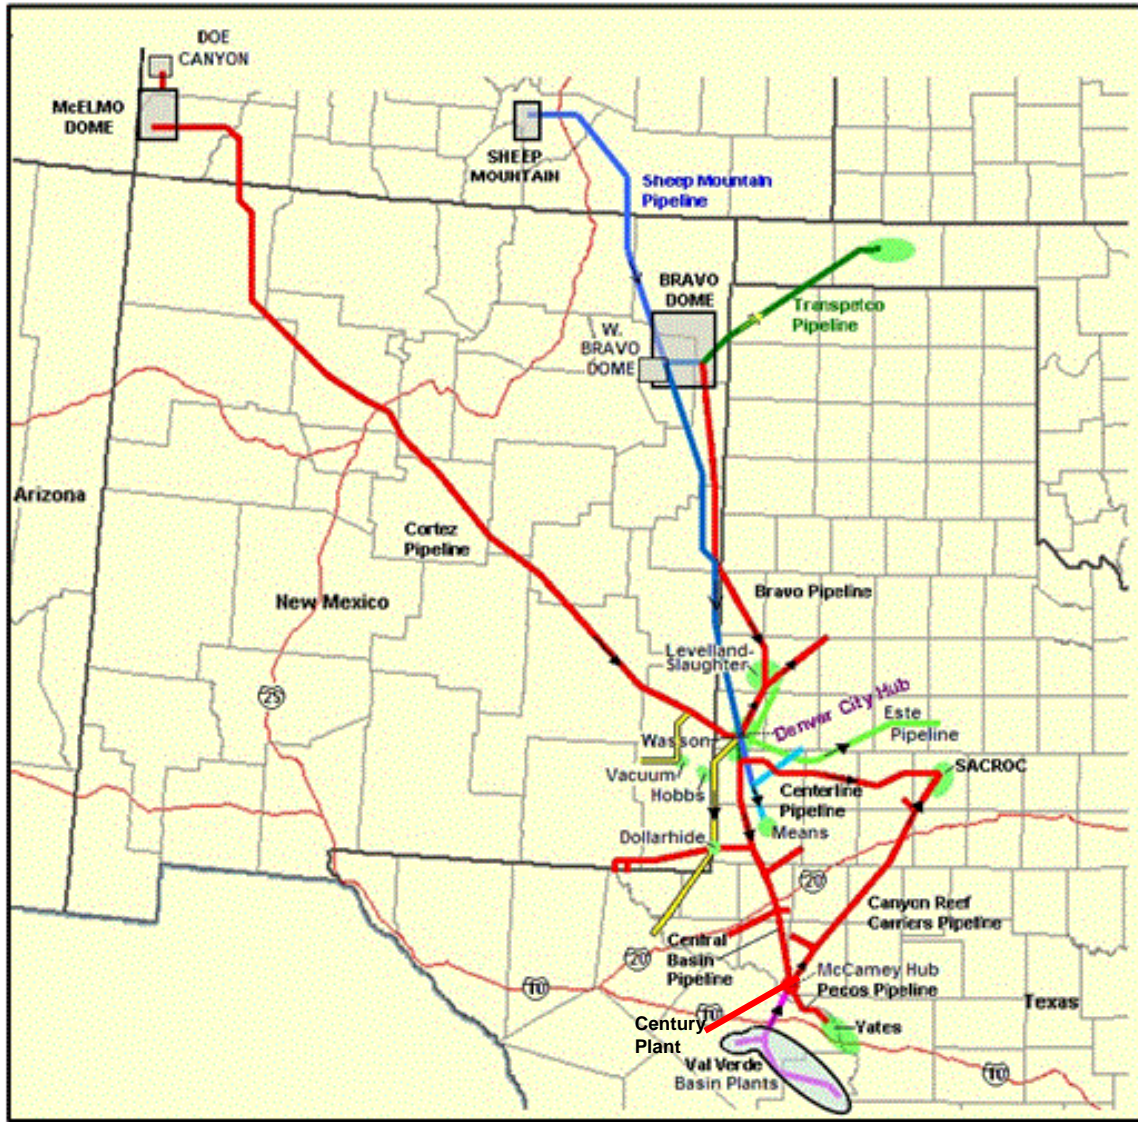 DOE
CANYON
McELMO
DOME
SHEEP
MOUNTAIN
Sheep Mountain
Pipeline
BRAVO
DOME
Transpetco
Pipeline
W.
BRAVO
DOME
Arizona
Cortez
Pipeline
New Mexico
Bravo Pipeline
Levelland-
Slaughter
25
Denver City Hub
Este
Pipeline
Wasson
Vacuum
Hobbs
SACROC
Centerline
Pipeline
Means
Dollarhide
20
Canyon Reef
Carriers Pipeline
Central
Basin
Pipeline
20
McCamey Hub
Pecos Pipeline
10
Texas
10
Century
Plant
Yates
Val Verde
Basin Plants
10